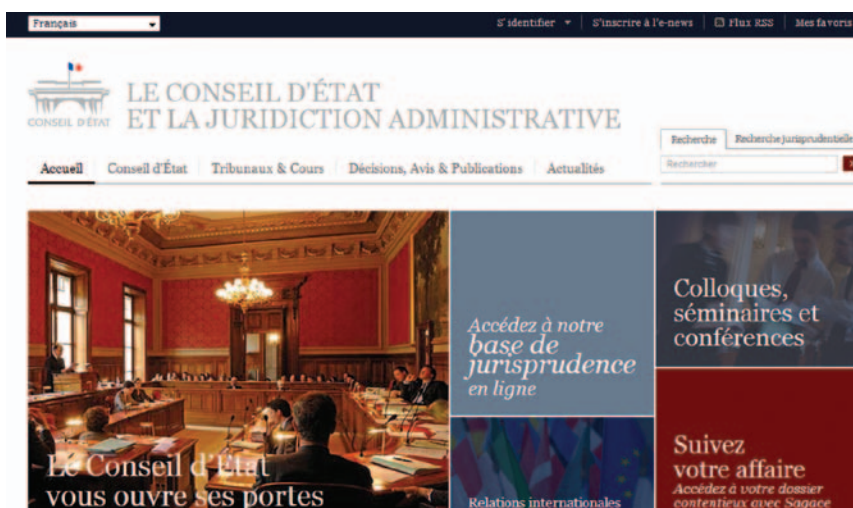 Français
S'identifier
S'inscrire à l'e-news
Flux RSS
Mes favoris
CONSEIL D'ÉTAT
LE CONSEIL D'ÉTAT
ET LA JURIDICTION ADMINISTRATIVE
Recherche
Recherche jurisprudentielle
Rechercher
Accueil
Conseil d'État
Tribunaux & Cours
Décisions, Avis & Publications
Actualités
Le Conseil d'État
vous ouvre ses portes
Accédez à notre
base de
jurisprudence
en ligne
Relations internationales
Colloques,
séminaires et
conférences
Suivez
votre affaire
Accédez à votre dossier
contentieux avec Sagace